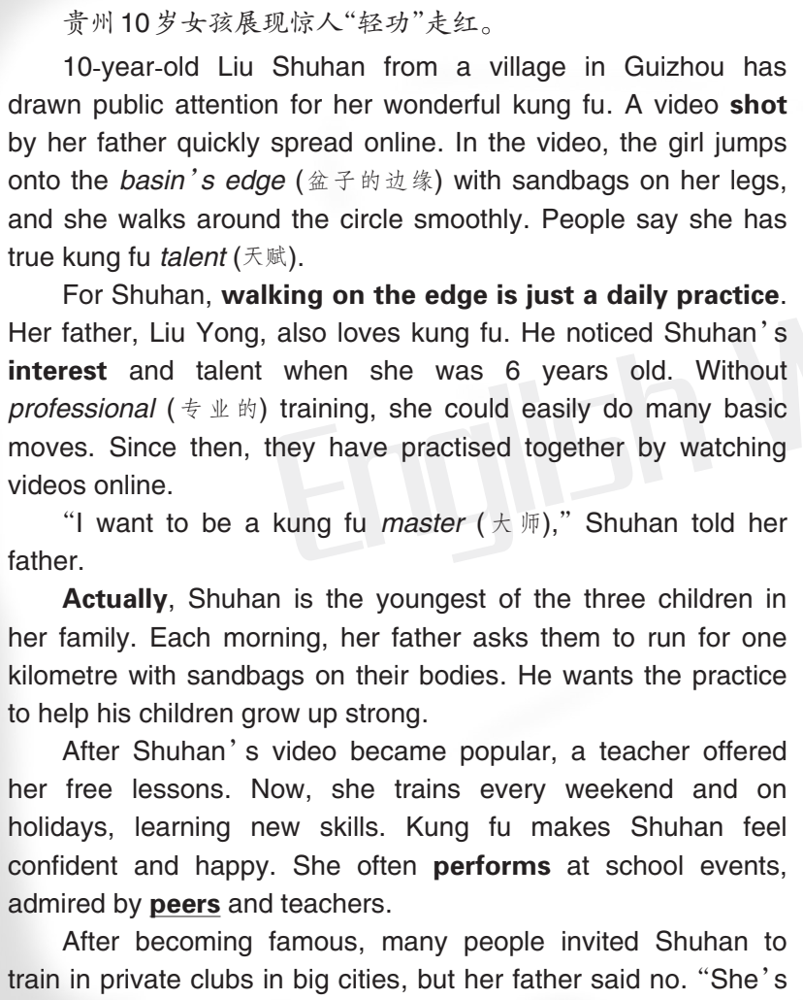 贵州10岁女孩展现惊人“轻功”走红。
10-year-old Liu Shuhan from a village in Guizhou has
drawn public attention for her wonderful kung fu. A video shot
by her father quickly spread online. In the video, the girl jumps
onto the basin's edge (盆子的边缘) with sandbags on her legs,
and she walks around the circle smoothly. People say she has
true kung fu talent (天赋).
For Shuhan, walking on the edge is just a daily practice.
Her father, Liu Yong, also loves kung fu. He noticed Shuhan's
interest and talent when she was 6 years old. Without
professional (专业的) training, she could easily do many basic
moves. Since then, they have practised together by watching
videos online.
“I want to be a kung fu master (大师),” Shuhan told her
father.
Actually, Shuhan is the youngest of the three children in
her family. Each morning, her father asks them to run for one
kilometre with sandbags on their bodies. He wants the practice
to help his children grow up strong.
After Shuhan's video became popular, a teacher offered
her free lessons. Now, she trains every weekend and on
holidays, learning new skills. Kung fu makes Shuhan feel
confident and happy. She often performs at school events,
admired by peers and teachers.
After becoming famous, many people invited Shuhan to
train in private clubs in big cities, but her father said no. “She's
English W